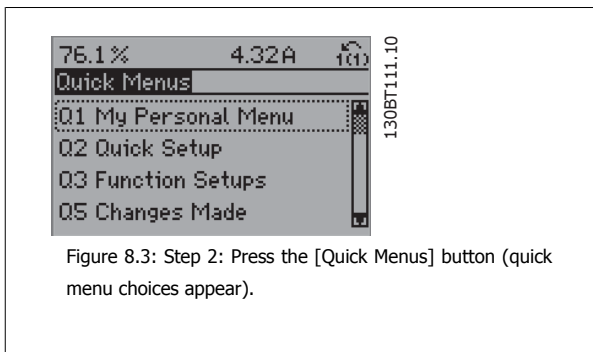 76.1% 4.32A 1(1)
Quick Menus
Q1 My Personal Menu
Q2 Quick Setup
Q3 Function Setups
Q5 Changes Made
130BT111.10
Figure 8.3: Step 2: Press the [Quick Menus] button (quick
menu choices appear).